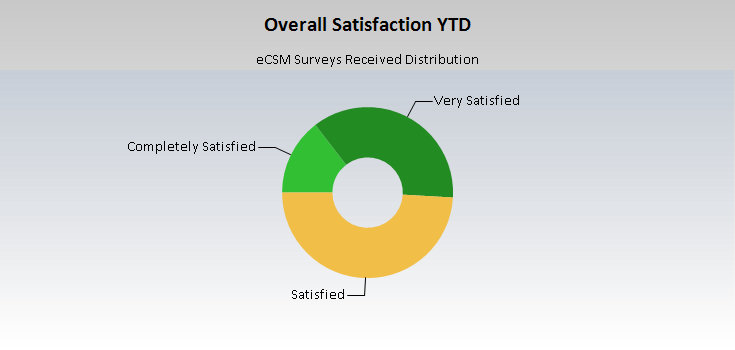 Overall Satisfaction YTD
eCSM Surveys Received Distribution
Very Satisfied
Completely Satisfied
Satisfied